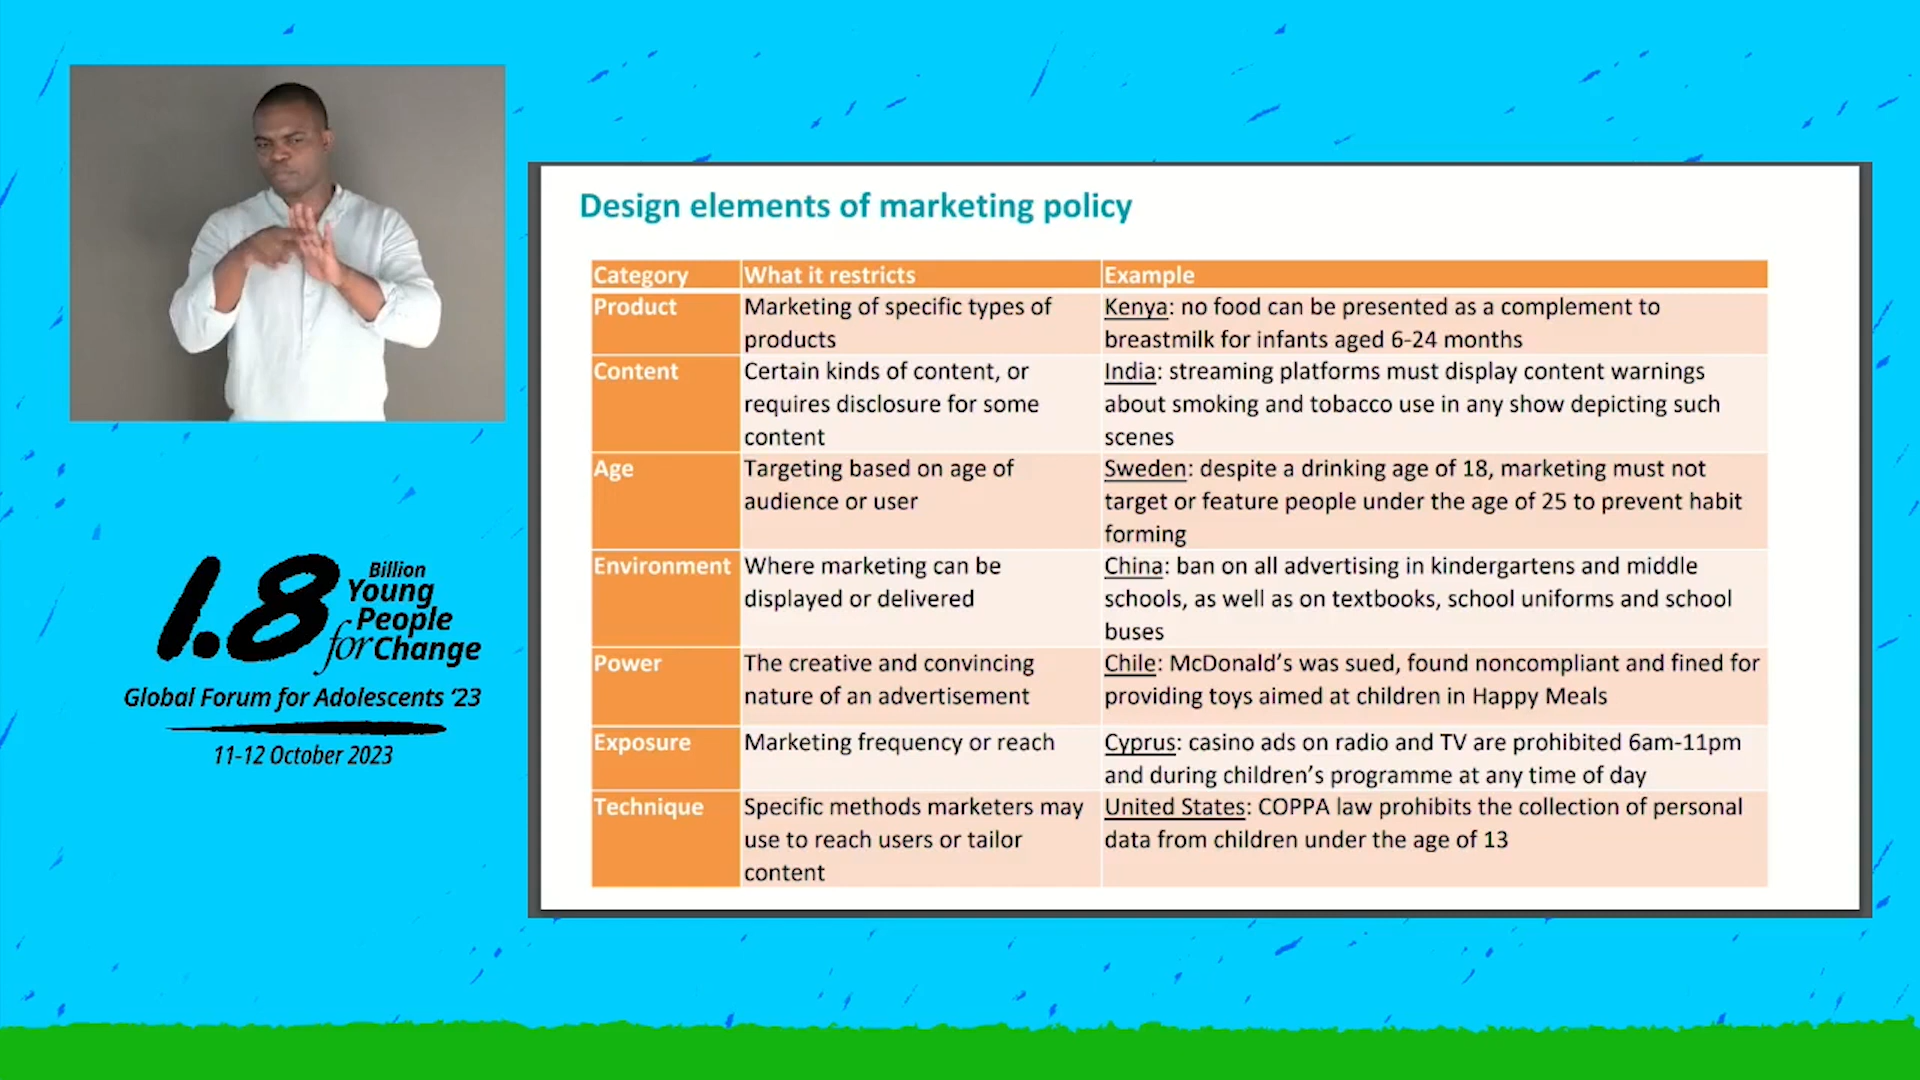 Design elements of marketing policy
Category What it restricts Example
Product Marketing of specific types of products Kenya: no food can be presented as a complement to breastmilk for infants aged 6-24 months
Content Certain kinds of content, or requires disclosure for some content India: streaming platforms must display content warnings about smoking and tobacco use in any show depicting such scenes
Age Targeting based on age of audience or user Sweden: despite a drinking age of 18, marketing must not target or feature people under the age of 25 to prevent habit forming
Environment Where marketing can be displayed or delivered China: ban on all advertising in kindergartens and middle schools, as well as on textbooks, school uniforms and school buses
Power The creative and convincing nature of an advertisement Chile: McDonald's was sued, found noncompliant and fined for providing toys aimed at children in Happy Meals
Exposure Marketing frequency or reach Cyprus: casino ads on radio and TV are prohibited 6am-11pm and during children's programme at any time of day
Technique Specific methods marketers may use to reach users or tailor content United States: COPPA law prohibits the collection of personal data from children under the age of 13
1.8 Billion
Young
People
for Change
Global Forum for Adolescents '23
11-12 October 2023